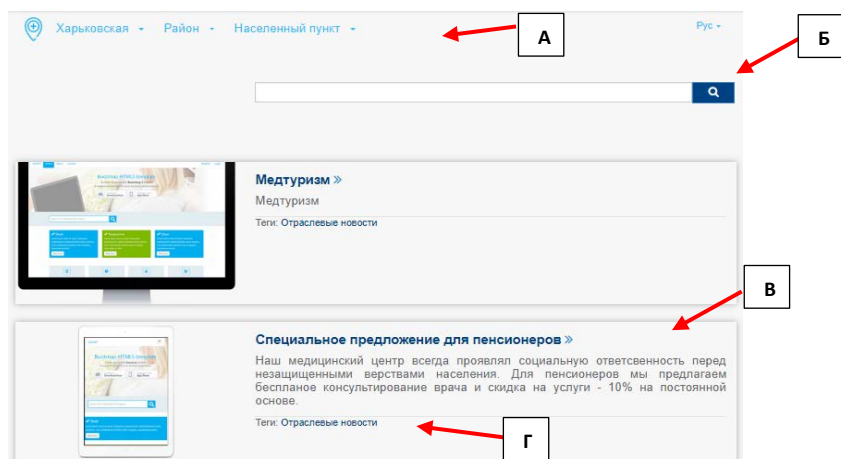 Харьковская Район Населенный пункт
А
Рус
Б
Медтуризм »
Медтуризм
Теги: Отраслевые новости
В
Специальное предложение для пенсионеров »
Наш медицинский центр всегда проявлял социальную ответсвенность перед
незащищенными верствами населения. Для пенсионеров мы предлагаем
беспланое консультирование врача и скидка на услуги - 10% на постоянной
основе.
Теги: Отраслевые новости
Г